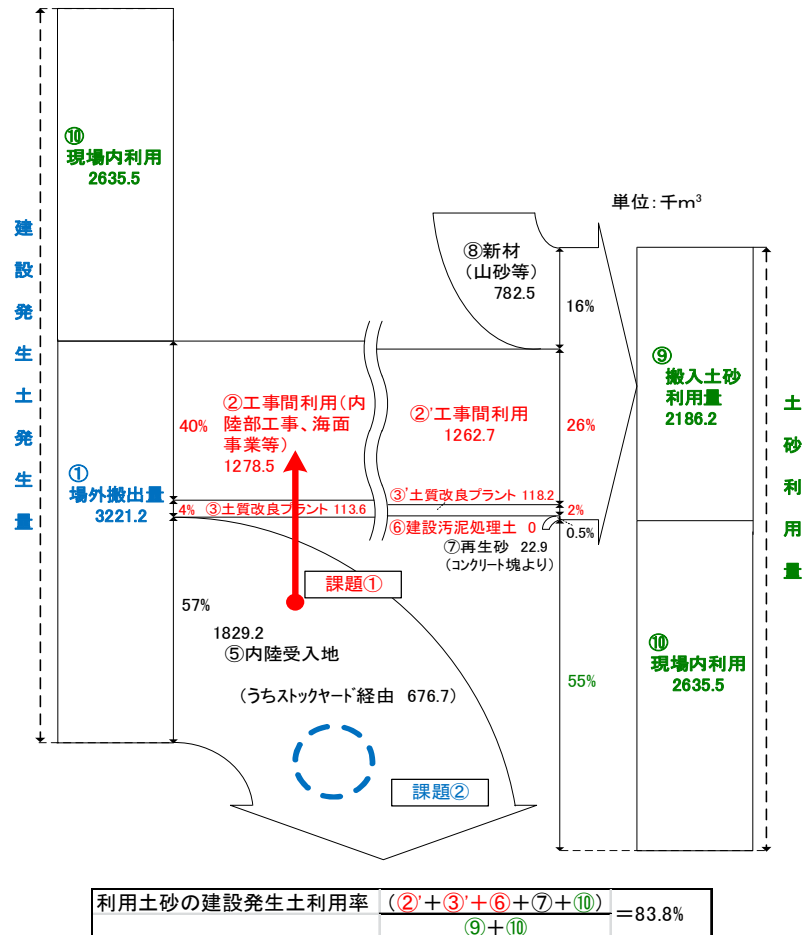 ⑩
現場内利用
2635.5
建設発生土発生量
①
場外搬出量
3221.2
40%
4%
57%
②工事間利用(内
陸部工事、海面
事業等)
1278.5
③土質改良プラント 113.6
課題①
1829.2
⑤内陸受入地
(うちストックヤード経由 676.7)
課題②
単位:千m³
⑧新材
(山砂等)
782.5
16%
②'工事間利用
1262.7
26%
③'土質改良プラント 118.2
2%
⑥建設汚泥処理土 0
0.5%
⑦再生砂 22.9
(コンクリート塊より)
55%
⑨
搬入土砂
利用量
2186.2
⑩
現場内利用
2635.5
土砂利用量
利用土砂の建設発生土利用率 (②'+③'+⑥+⑦+⑩) =83.8%
⑨+⑩